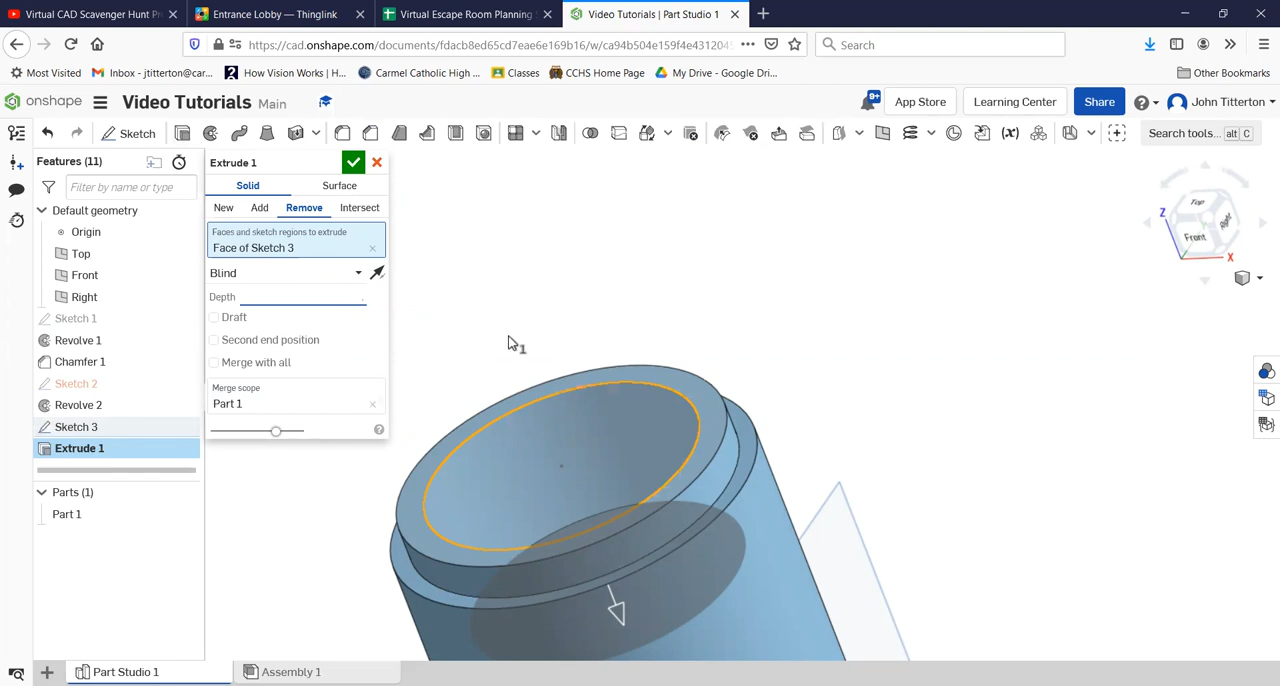 Virtual CAD Scavenger Hunt Pr
Entrance Lobby — Thinglink
Virtual Escape Room Planning
Video Tutorials | Part Studio 1
https://cad.onshape.com/documents/fdacb8ed65cd7eae6e169b16/w/ca94b504e159f4e43120
Search
Most Visited
Inbox - jtitterton@car...
How Vision Works | H...
Carmel Catholic High ...
Classes
CCHS Home Page
My Drive - Google Dri...
Other Bookmarks
onshape
Video Tutorials Main
9+
App Store
Learning Center
Share
John Titterton
Sketch
Search tools... alt C
Features (11)
Filter by name or type
Default geometry
Origin
Top
Front
Right
Sketch 1
Revolve 1
Chamfer 1
Sketch 2
Revolve 2
Sketch 3
Extrude 1
Parts (1)
Part 1
Extrude 1
Solid Surface
New Add Remove Intersect
Faces and sketch regions to extrude
Face of Sketch 3
Blind
Depth
Draft
Second end position
Merge with all
Merge scope
Part 1
1
Top
Front
Right
Z
X
Part Studio 1
Assembly 1